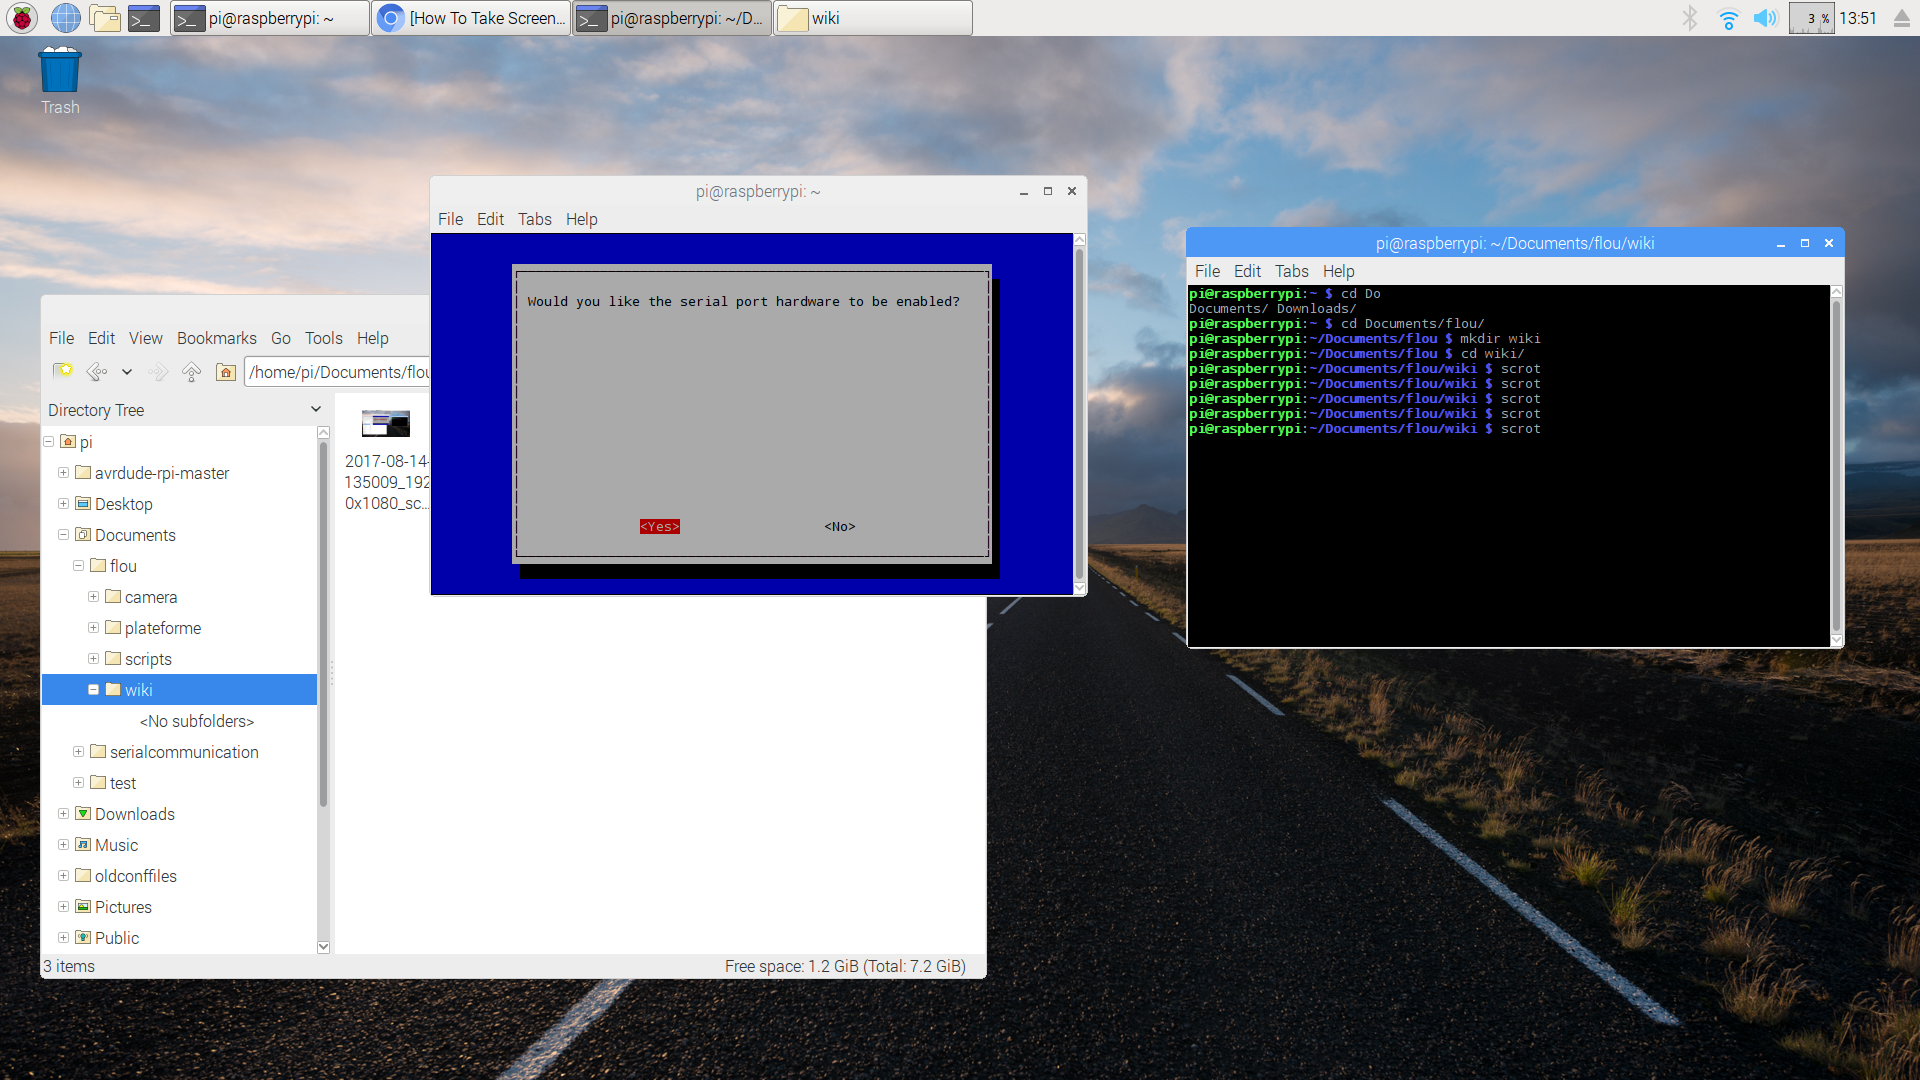 pi@raspberrypi: ~
[How To Take Screen...
pi@raspberrypi: ~/D...
wiki
3 %
13:51
Trash
pi@raspberrypi: ~
File Edit Tabs Help
Would you like the serial port hardware to be enabled?
<Yes>
<No>
File Edit View Bookmarks Go Tools Help
/home/pi/Documents/flou
Directory Tree
pi
avrdude-rpi-master
Desktop
Documents
flou
camera
plateforme
scripts
wiki
<No subfolders>
serialcommunication
test
Downloads
Music
oldconffiles
Pictures
Public
2017-08-14-
135009_192
0x1080_sc...
3 items
Free space: 1.2 GiB (Total: 7.2 GiB)
pi@raspberrypi: ~/Documents/flou/wiki
File Edit Tabs Help
pi@raspberrypi:~ $ cd Do
Documents/ Downloads/
pi@raspberrypi:~ $ cd Documents/flou/
pi@raspberrypi:~/Documents/flou $ mkdir wiki
pi@raspberrypi:~/Documents/flou $ cd wiki/
pi@raspberrypi:~/Documents/flou/wiki $ scrot
pi@raspberrypi:~/Documents/flou/wiki $ scrot
pi@raspberrypi:~/Documents/flou/wiki $ scrot
pi@raspberrypi:~/Documents/flou/wiki $ scrot
pi@raspberrypi:~/Documents/flou/wiki $ scrot